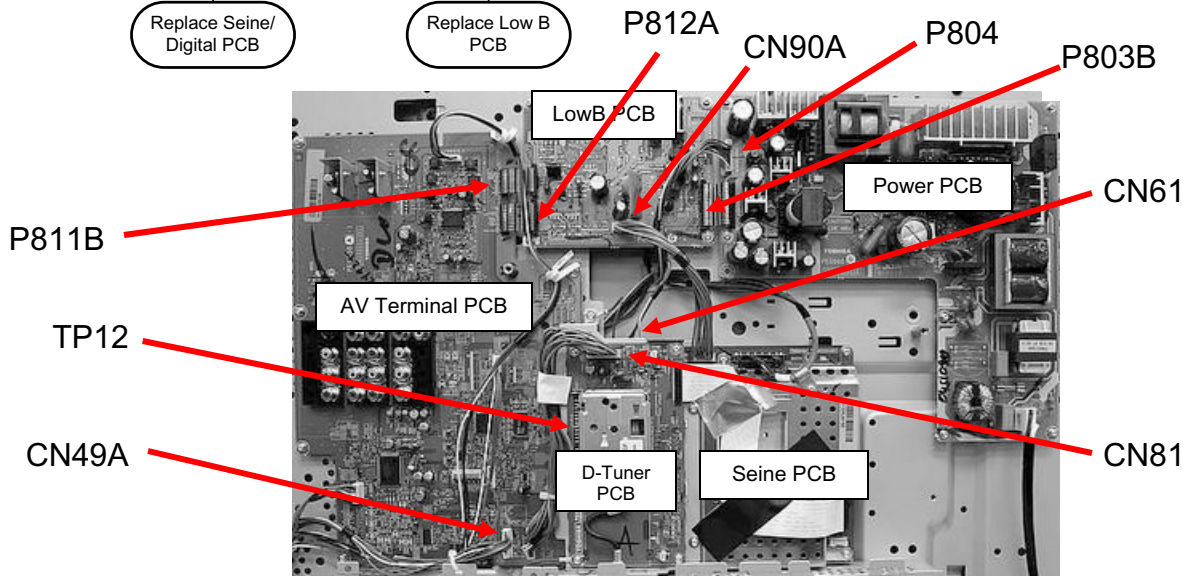 Replace Seine/
Digital PCB
Replace Low B
PCB
P812A
CN90A
P804
P803B
LowB PCB
Power PCB
CN61
P811B
AV Terminal PCB
TP12
CN49A
D-Tuner
PCB
Seine PCB
CN81
TOSHIBA
A